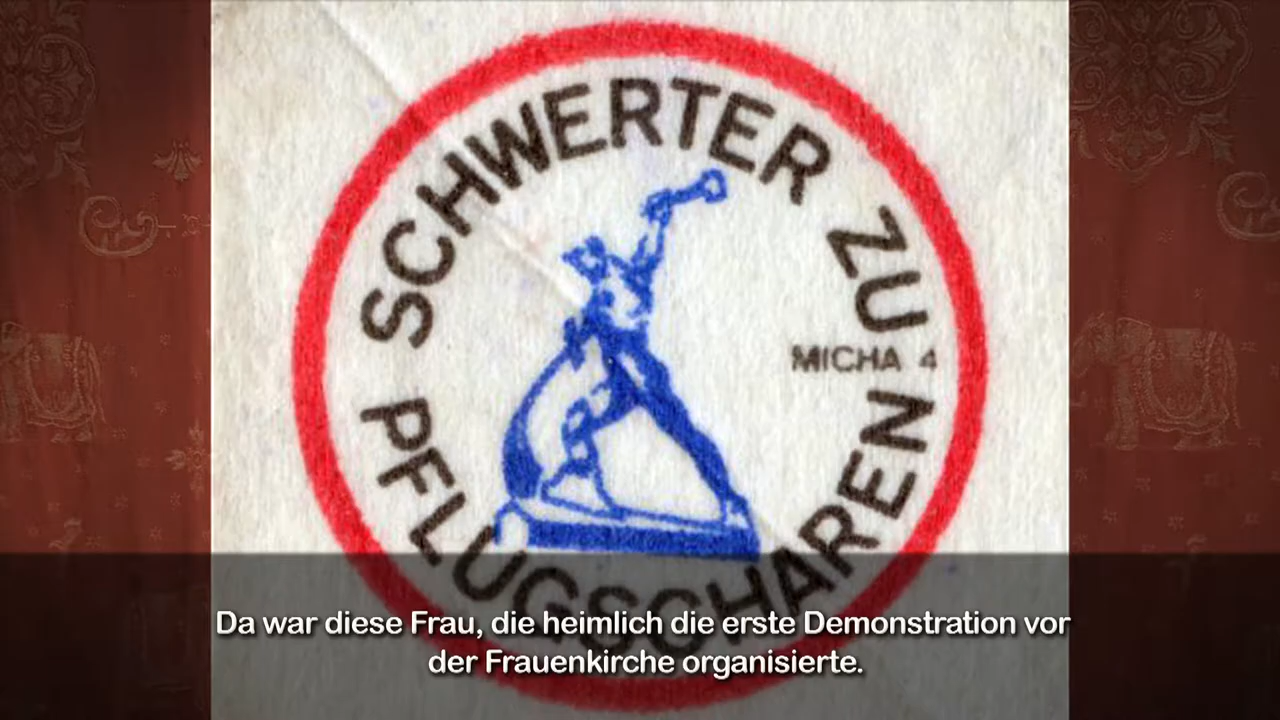 SCHWERTER ZU
MICHA 4
PFLUGSCHAREN
Da war diese Frau, die heimlich die erste Demonstration vor
der Frauenkirche organisierte.